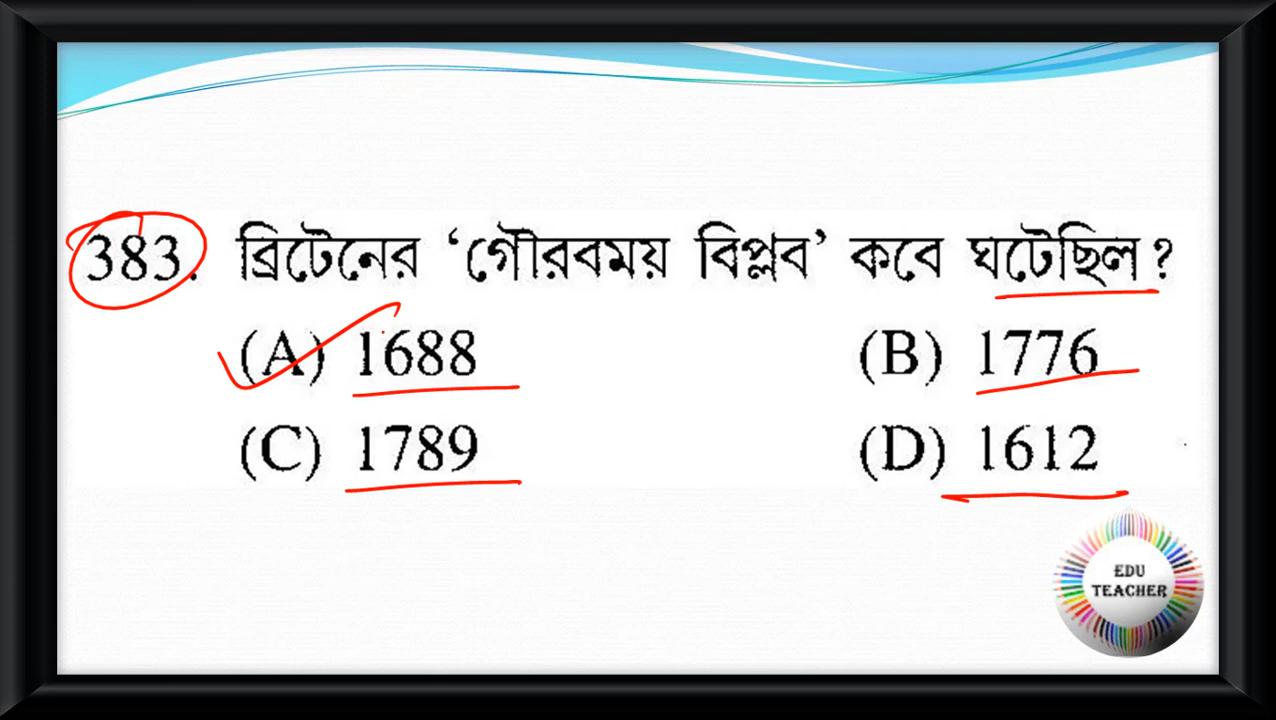 383. ব্রিটেনের ‘গৌরবময় বিপ্লব’ কবে ঘটেছিল?
(A) 1688 (B) 1776
(C) 1789 (D) 1612
EDU
TEACHER